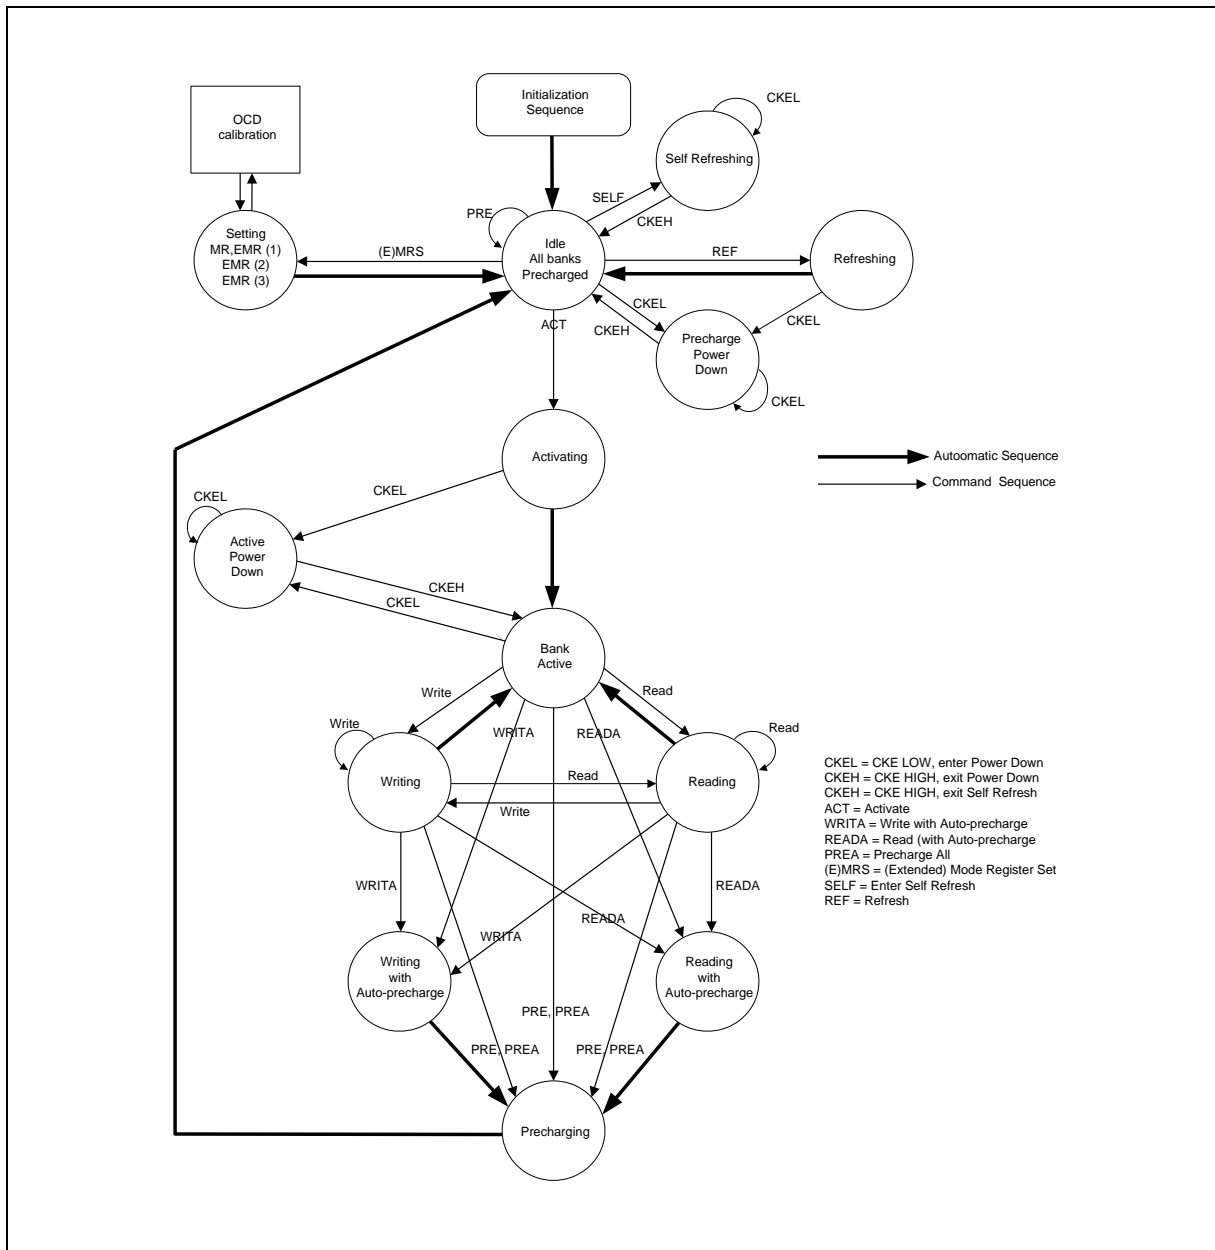 Initialization
Sequence
OCD
calibration
CKEL
Self Refreshing
SELF
CKEH
PRE
Setting
MR,EMR (1)
EMR (2)
EMR (3)
(E)MRS
Idle
All banks
Precharged
REF
Refreshing
CKEL
CKEH
ACT
CKEL
Precharge
Power
Down
CKEL
Activating
Autoomatic Sequence
Command Sequence
CKEL
CKEL
Active
Power
Down
CKEH
CKEL
Bank
Active
Write
Read
Write
WRITA
READA
Read
Writing
Read
Reading
Write
CKEL = CKE LOW, enter Power Down
CKEH = CKE HIGH, exit Power Down
CKEH = CKE HIGH, exit Self Refresh
ACT = Activate
WRITA = Write with Auto-precharge
READA = Read (with Auto-precharge
PREA = Precharge All
(E)MRS = (Extended) Mode Register Set
SELF = Enter Self Refresh
REF = Refresh
WRITA
READA
READA
WRITA
Writing
with
Auto-precharge
Reading
with
Auto-precharge
PRE, PREA
PRE, PREA
PRE, PREA
Precharging